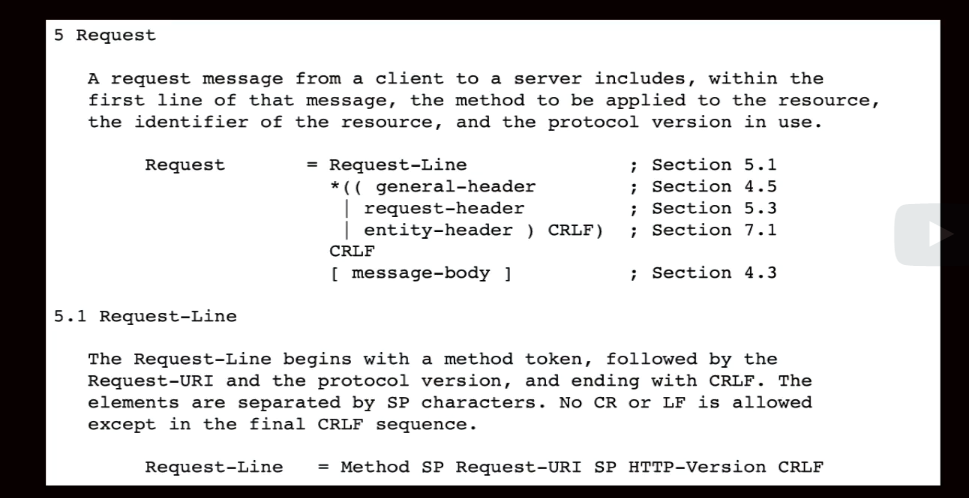 5 Request
A request message from a client to a server includes, within the
first line of that message, the method to be applied to the resource,
the identifier of the resource, and the protocol version in use.
Request = Request-Line ; Section 5.1
*(( general-header ; Section 4.5
| request-header ; Section 5.3
| entity-header ) CRLF) ; Section 7.1
CRLF
[ message-body ] ; Section 4.3
5.1 Request-Line
The Request-Line begins with a method token, followed by the
Request-URI and the protocol version, and ending with CRLF. The
elements are separated by SP characters. No CR or LF is allowed
except in the final CRLF sequence.
Request-Line = Method SP Request-URI SP HTTP-Version CRLF